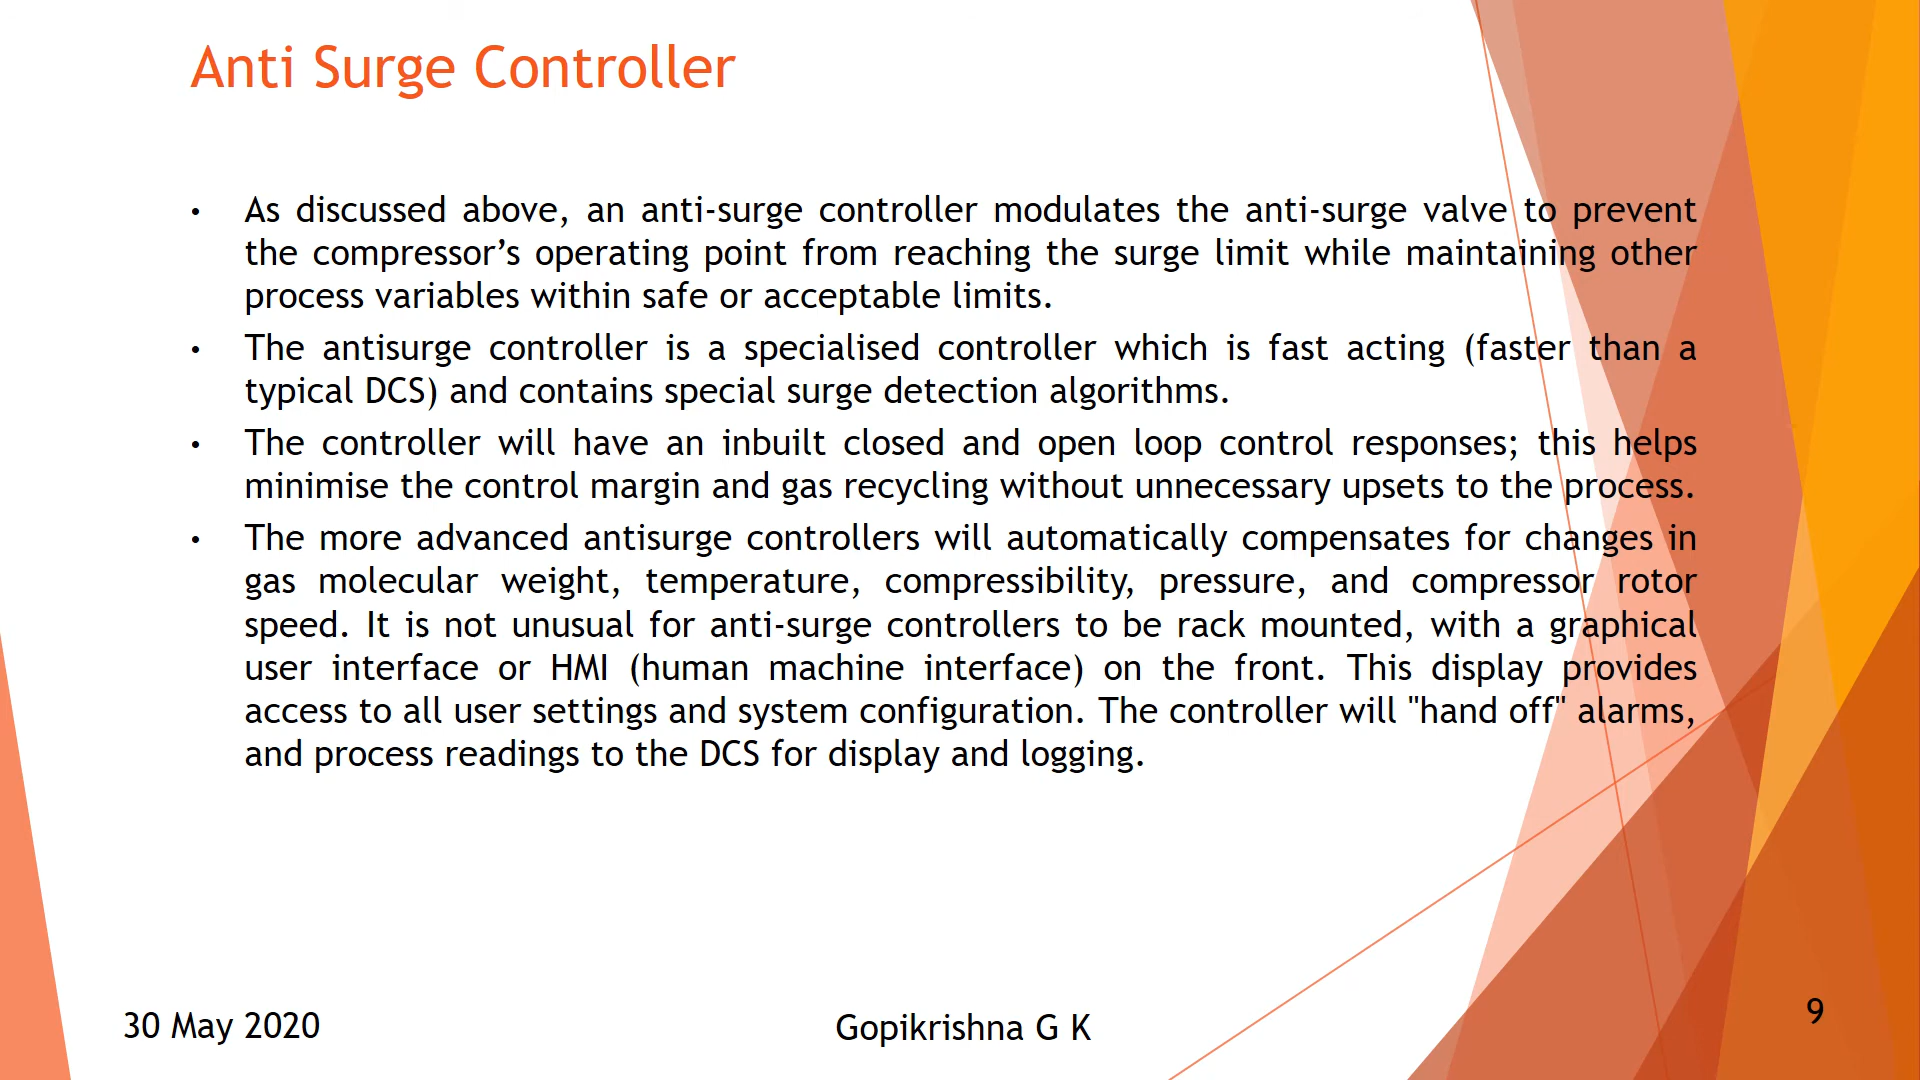 Anti Surge Controller
• As discussed above, an anti-surge controller modulates the anti-surge valve to prevent
the compressor’s operating point from reaching the surge limit while maintaining other
process variables within safe or acceptable limits.
• The antisurge controller is a specialised controller which is fast acting (faster than a
typical DCS) and contains special surge detection algorithms.
• The controller will have an inbuilt closed and open loop control responses; this helps
minimise the control margin and gas recycling without unnecessary upsets to the process.
• The more advanced antisurge controllers will automatically compensates for changes in
gas molecular weight, temperature, compressibility, pressure, and compressor rotor
speed. It is not unusual for anti-surge controllers to be rack mounted, with a graphical
user interface or HMI (human machine interface) on the front. This display provides
access to all user settings and system configuration. The controller will "hand off" alarms,
and process readings to the DCS for display and logging.
30 May 2020
Gopikrishna G K
9